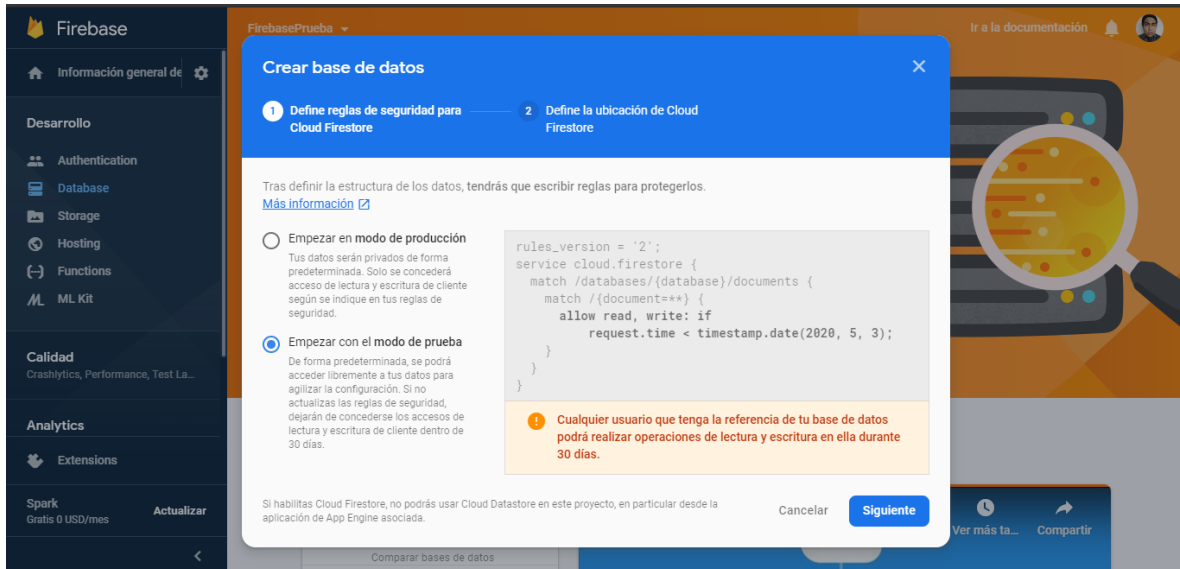 Firebase
FirebasePrueba
Ir a la documentación
Información general de
Desarrollo
Authentication
Database
Storage
Hosting
Functions
ML Kit
Calidad
Crashlytics, Performance, Test La...
Analytics
Extensions
Spark
Gratis 0 USD/mes
Actualizar
Crear base de datos
1 Define reglas de seguridad para
Cloud Firestore
2 Define la ubicación de Cloud
Firestore
Tras definir la estructura de los datos, tendrás que escribir reglas para protegerlos.
Más información
Empezar en modo de producción
Tus datos serán privados de forma
predeterminada. Solo se concederá
acceso de lectura y escritura de cliente
según se indique en tus reglas de
seguridad.
Empezar con el modo de prueba
De forma predeterminada, se podrá
acceder libremente a tus datos para
agilizar la configuración. Si no
actualizas las reglas de seguridad,
dejarán de concederse los accesos de
lectura y escritura de cliente dentro de
30 días.
rules_version = '2';
service cloud.firestore {
match /databases/{database}/documents {
match /{document=**} {
allow read, write: if
request.time < timestamp.date(2020, 5, 3);
}
}
}
Cualquier usuario que tenga la referencia de tu base de datos
podrá realizar operaciones de lectura y escritura en ella durante
30 días.
Si habilitas Cloud Firestore, no podrás usar Cloud Datastore en este proyecto, en particular desde la
aplicación de App Engine asociada.
Cancelar
Siguiente
Ver más ta...
Compartir
Comparar bases de datos